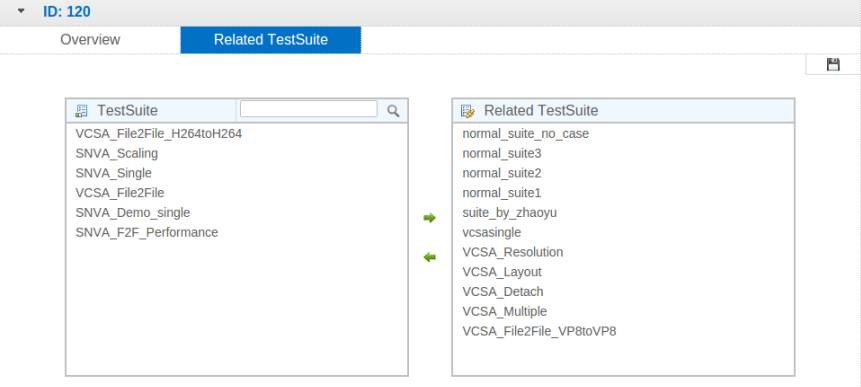 ID: 120
Overview
Related TestSuite
TestSuite
VCSA_File2File_H264toH264
SNVA_Scaling
SNVA_Single
VCSA_File2File
SNVA_Demo_single
SNVA_F2F_Performance
Related TestSuite
normal_suite_no_case
normal_suite3
normal_suite2
normal_suite1
suite_by_zhaoyu
vcsasingle
VCSA_Resolution
VCSA_Layout
VCSA_Detach
VCSA_Multiple
VCSA_File2File_VP8toVP8